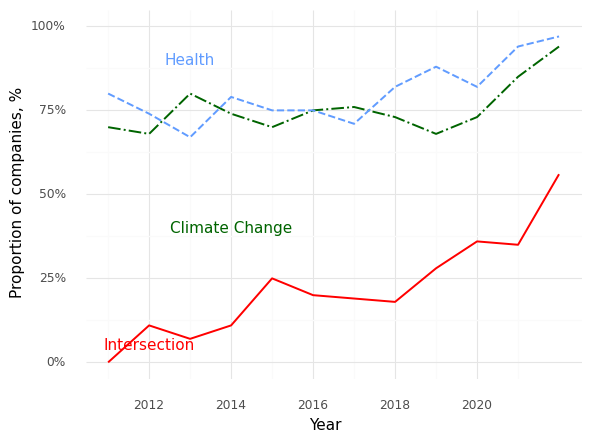 100%
Health
75%
50%
Climate Change
25%
Intersection
0%
Proportion of companies, %
2012 2014 2016 2018 2020
Year